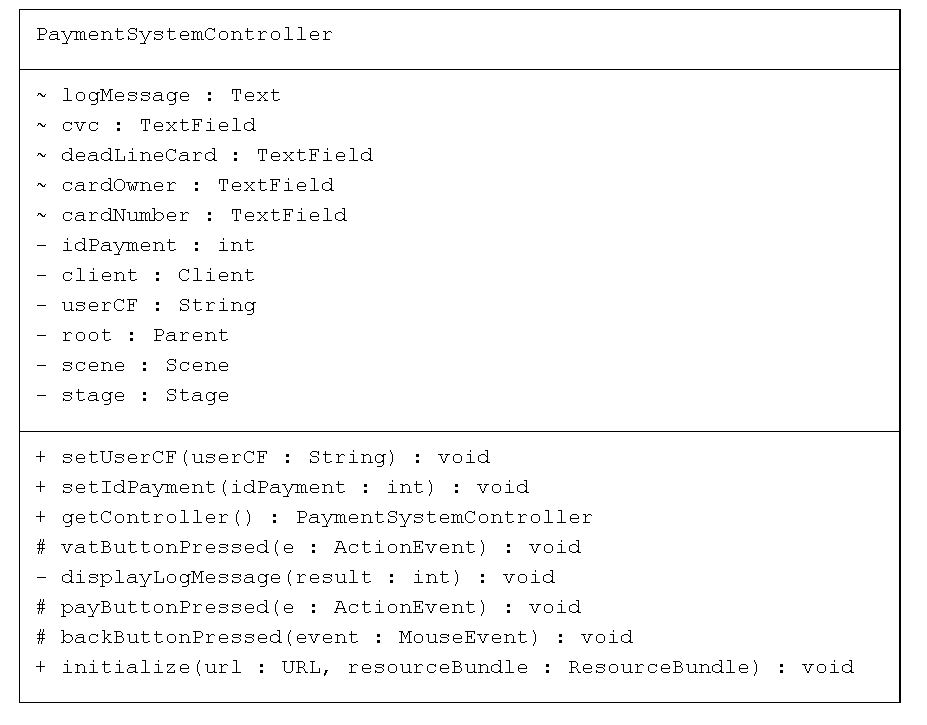 PaymentSystemController
~ logMessage : Text
~ cvc : TextField
~ deadLineCard : TextField
~ cardOwner : TextField
~ cardNumber : TextField
- idPayment : int
- client : Client
- userCF : String
- root : Parent
- scene : Scene
- stage : Stage
+ setUserCF(userCF : String) : void
+ setIdPayment(idPayment : int) : void
+ getController() : PaymentSystemController
# vatButtonPressed(e : ActionEvent) : void
- displayLogMessage(result : int) : void
# payButtonPressed(e : ActionEvent) : void
# backButtonPressed(event : MouseEvent) : void
+ initialize(url : URL, resourceBundle : ResourceBundle) : void